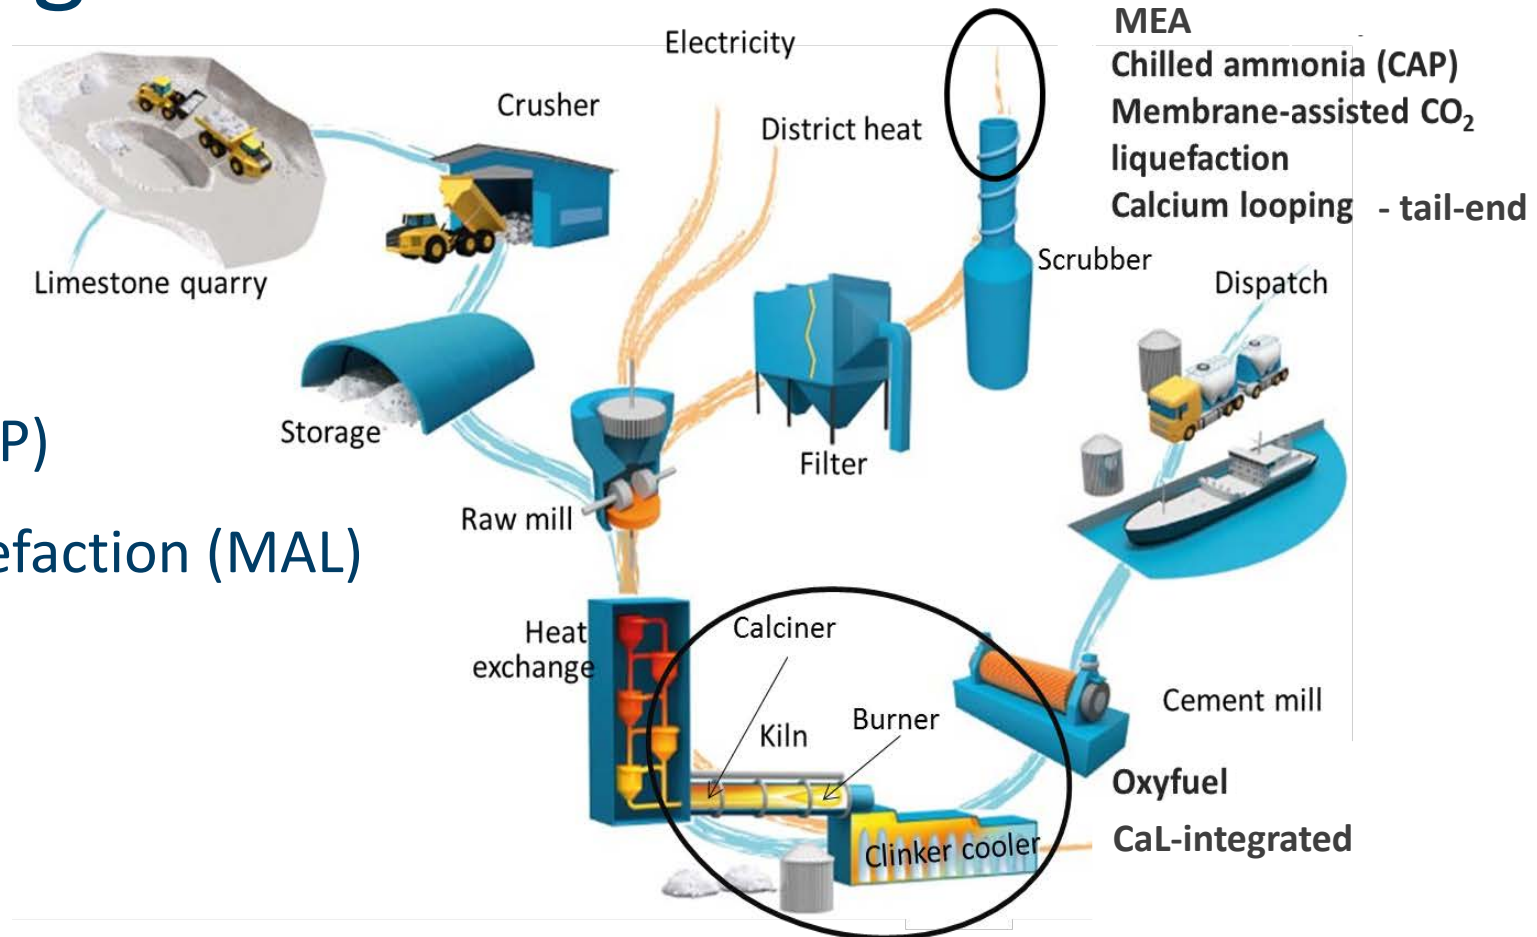 g
MEA
Electricity
Chilled ammonia (CAP)
Crusher
District heat
Membrane-assisted CO₂
liquefaction
Calcium looping - tail-end
Scrubber
Limestone quarry
Dispatch
Storage
P)
Filter
Raw mill
efaction (MAL)
Heat
exchange
Calciner
Cement mill
Kiln
Burner
Oxyfuel
Clinker cooler
CaL-integrated